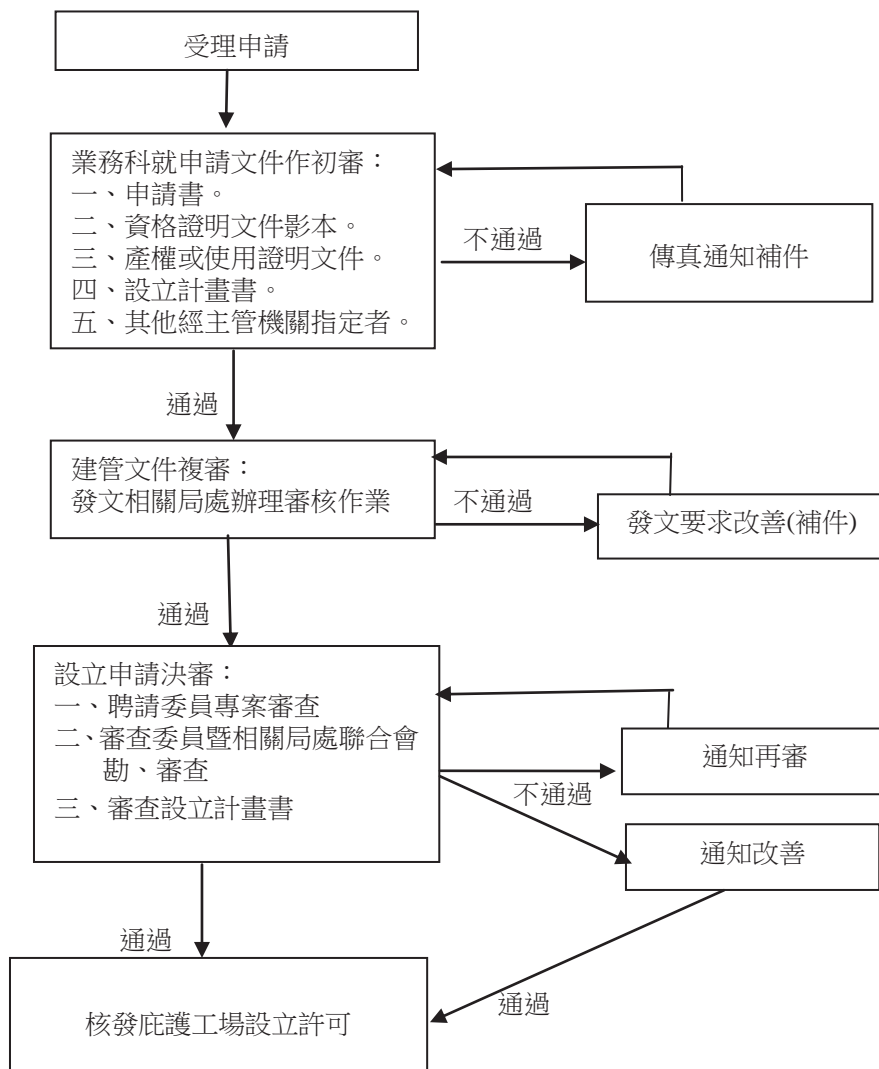 受理申請
業務科就申請文件作初審：
一、申請書。
二、資格證明文件影本。
三、產權或使用證明文件。
四、設立計畫書。
五、其他經主管機關指定者。
不通過
傳真通知補件
通過
建管文件複審：
發文相關局處辦理審核作業
不通過
發文要求改善(補件)
通過
設立申請決審：
一、聘請委員專案審查
二、審查委員暨相關局處聯合會
勘、審查
三、審查設立計畫書
不通過
通知再審
通知改善
通過
通過
核發庇護工場設立許可